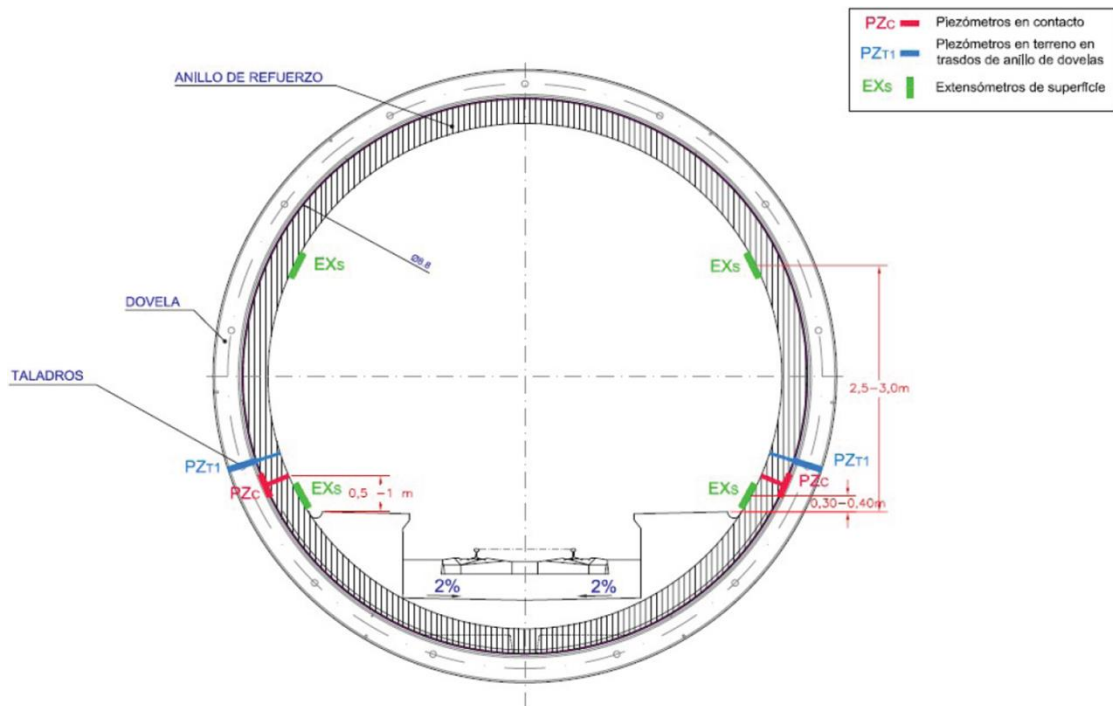 PZc Piezómetros en contacto
PZT1 Piezómetros en terreno en
trasdos de anillo de dovelas
EXs Extensómetros de superficie
ANILLO DE REFUERZO
EXs
Ø8.8
EXs
DOVELA
TALADROS
2,5-3,0m
PZT1
PZT1
PZc
EXs
0,5 -1 m
EXs
PZc
0,30-0.40m
2%
2%